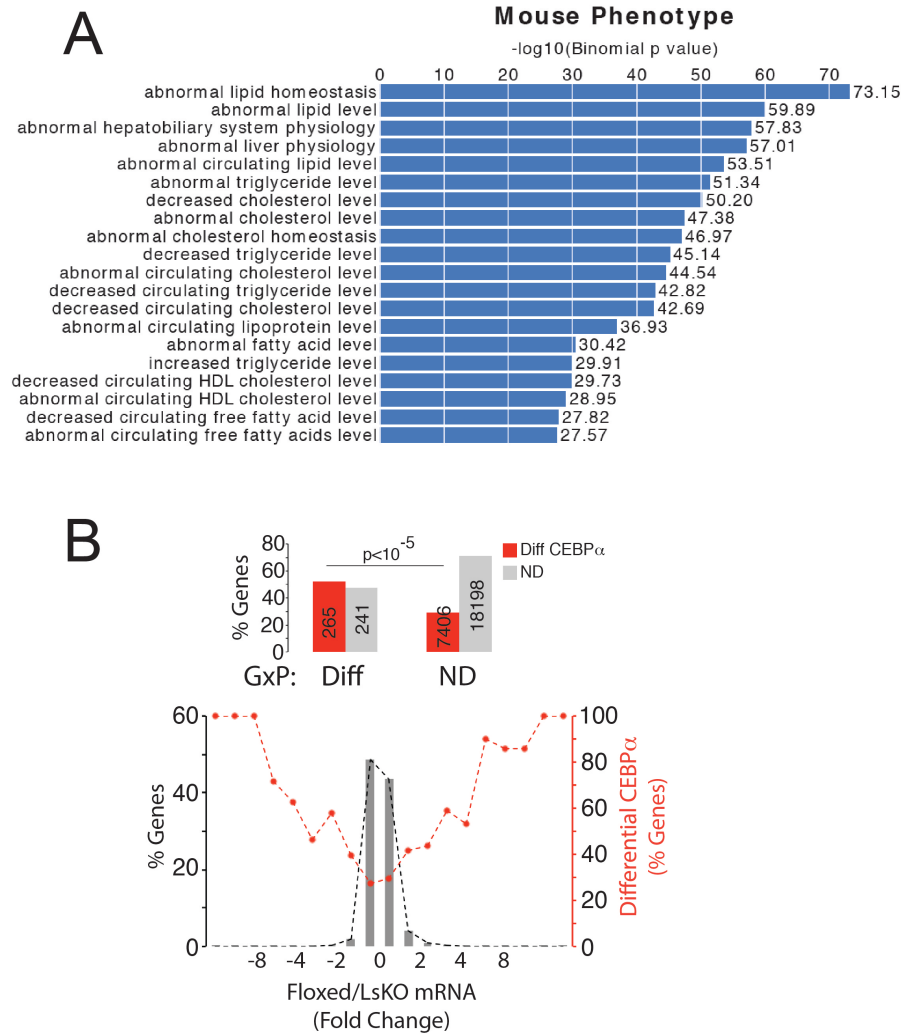 A
Mouse Phenotype
-log10(Binomial p value)
0 10 20 30 40 50 60 70
abnormal lipid homeostasis 73.15
abnormal lipid level 59.89
abnormal hepatobiliary system physiology 57.83
abnormal liver physiology 57.01
abnormal circulating lipid level 53.51
abnormal triglyceride level 51.34
decreased cholesterol level 50.20
abnormal cholesterol level 47.38
abnormal cholesterol homeostasis 46.97
decreased triglyceride level 45.14
abnormal circulating cholesterol level 44.54
decreased circulating triglyceride level 42.82
decreased circulating cholesterol level 42.69
abnormal circulating lipoprotein level 36.93
abnormal fatty acid level 30.42
increased triglyceride level 29.91
decreased circulating HDL cholesterol level 29.73
abnormal circulating HDL cholesterol level 28.95
decreased circulating free fatty acid level 27.82
abnormal circulating free fatty acids level 27.57
B
% Genes
80
60
40
20
0
p<10-5
Diff CEBPα
ND
265
241
7406
18198
GxP: Diff ND
% Genes
60
40
20
0
100
80
60
40
20
0
Differential CEBPα
(% Genes)
-8 -4 -2 0 2 4 8
Floxed/LsKO mRNA
(Fold Change)